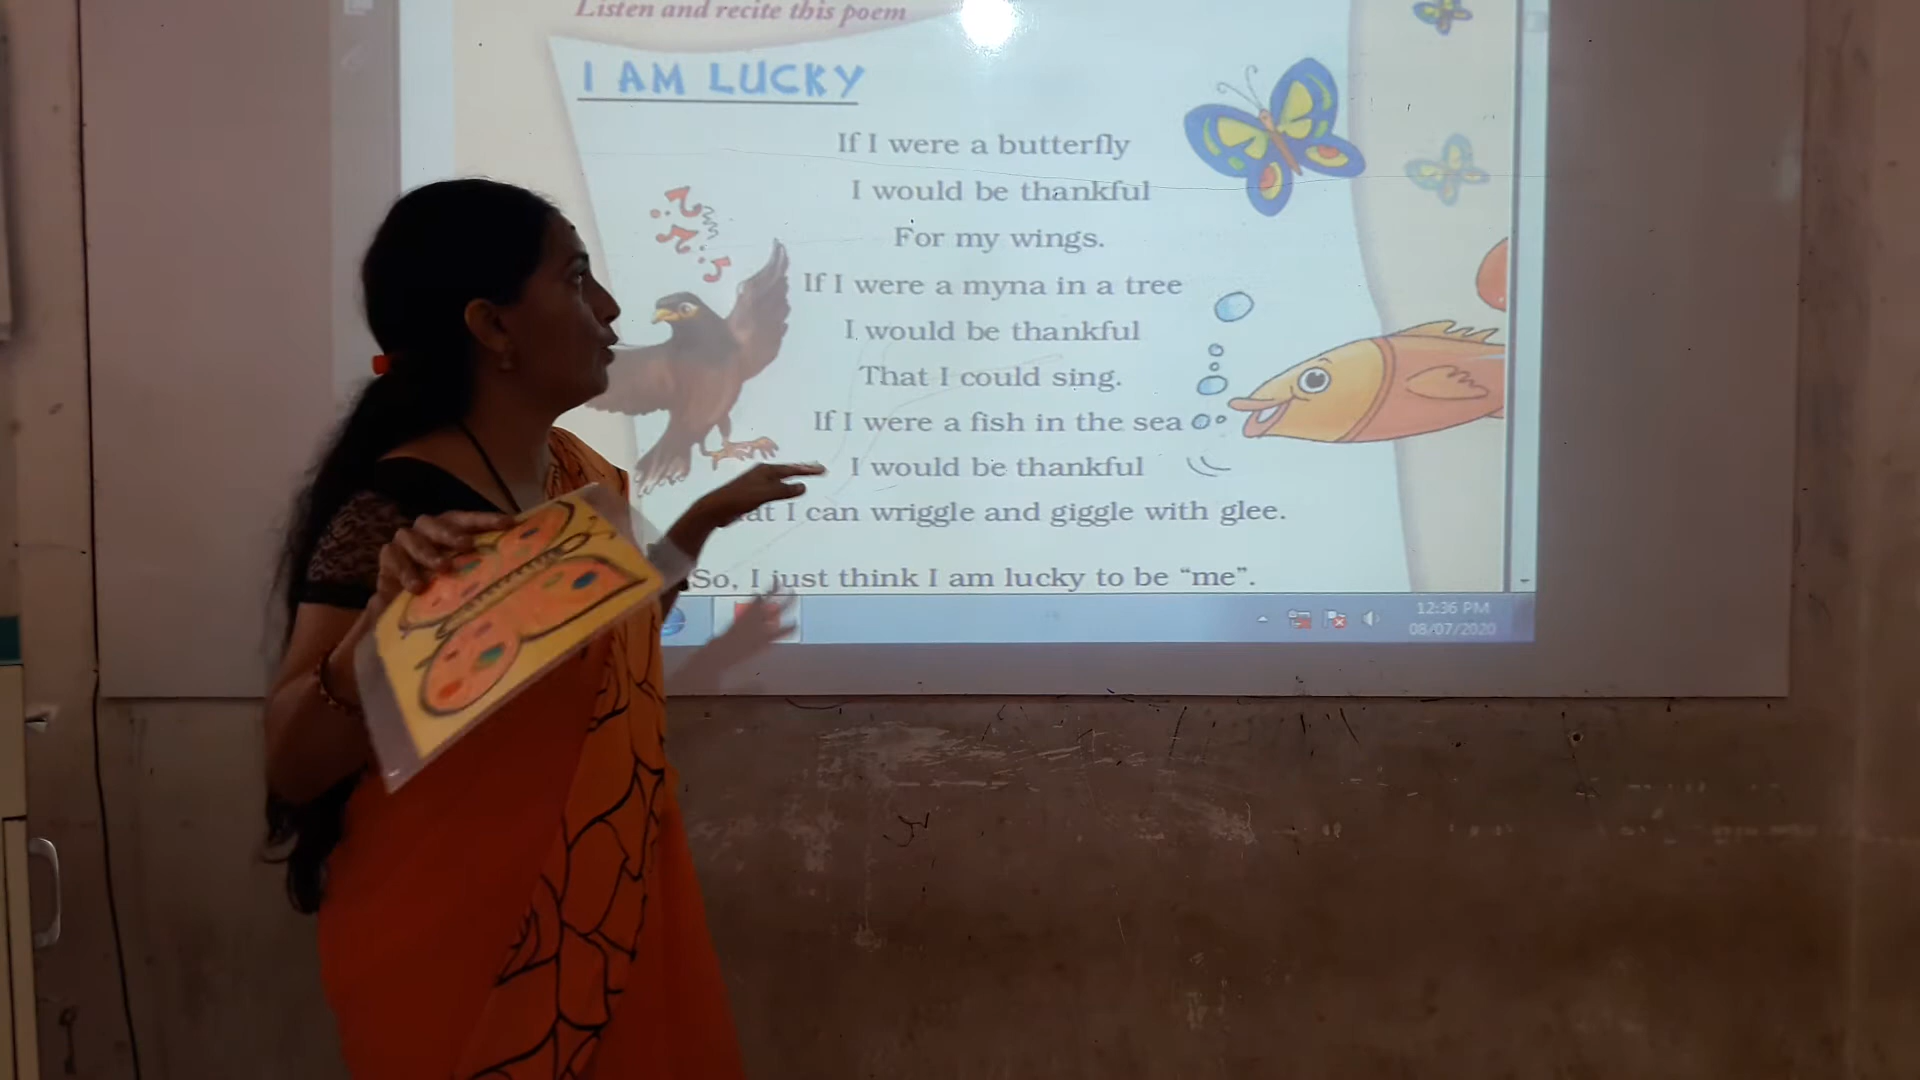 Listen and recite this poem
I AM LUCKY
If I were a butterfly
I would be thankful
For my wings.
If I were a myna in a tree
I would be thankful
That I could sing.
If I were a fish in the sea
I would be thankful
I can wriggle and giggle with glee.
So, I just think I am lucky to be “me”.
12:36 PM
08/07/2020